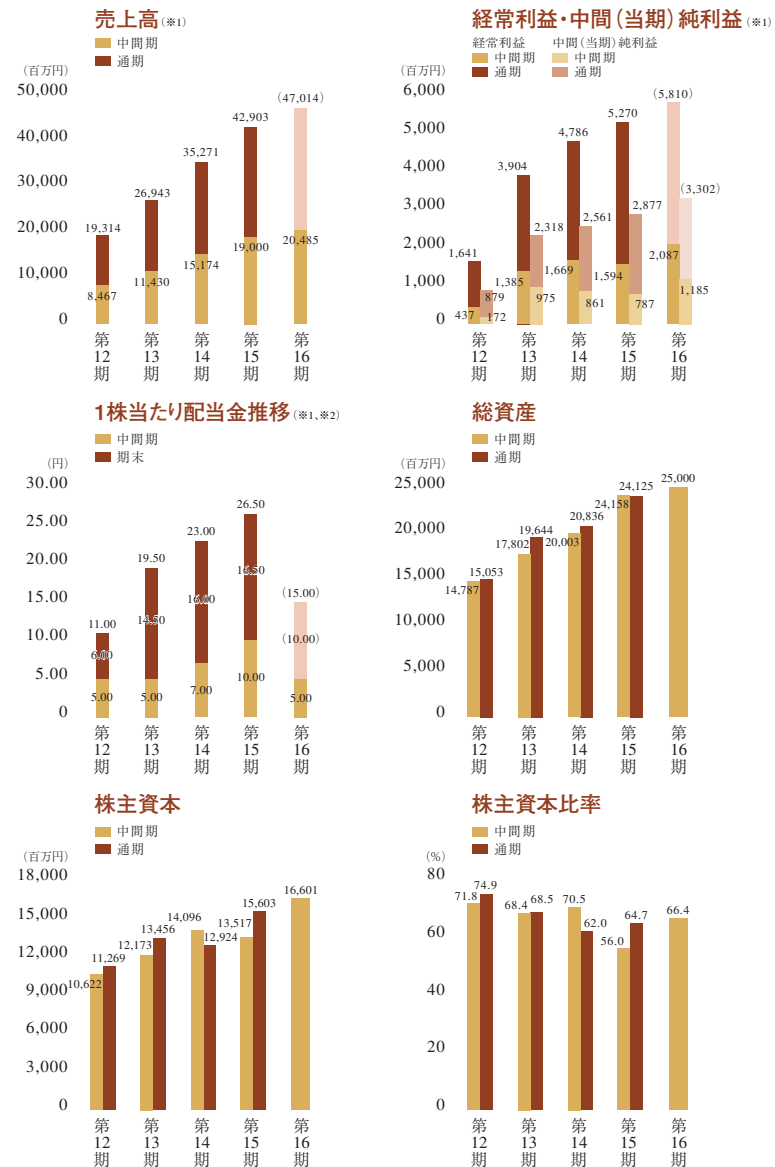 売上高(※1)
中間期
通期
(百万円)
50,000
40,000
30,000
20,000
10,000
0
19,314
8,467
26,943
11,430
35,271
15,174
42,903
19,000
(47,014)
20,485
第12期
第13期
第14期
第15期
第16期
経常利益・中間(当期)純利益(※1)
経常利益 中間(当期)純利益
中間期 中間期
通期 通期
(百万円)
6,000
5,000
4,000
3,000
2,000
1,000
0
1,641
437
879
172
3,904
1,385
2,318
975
4,786
1,669
2,561
861
5,270
1,594
2,877
787
(5,810)
2,087
(3,302)
1,185
第12期
第13期
第14期
第15期
第16期
1株当たり配当金推移(※1、※2)
中間期
期末
(円)
30.00
25.00
20.00
15.00
10.00
5.00
0
11.00
6.00
5.00
19.50
14.50
5.00
23.00
16.00
7.00
26.50
16.50
10.00
(15.00)
(10.00)
5.00
第12期
第13期
第14期
第15期
第16期
総資産
中間期
通期
(百万円)
25,000
20,000
15,000
10,000
5,000
0
14,787
15,053
17,802
19,644
20,003
20,836
24,158
24,125
25,000
第12期
第13期
第14期
第15期
第16期
株主資本
中間期
通期
(百万円)
18,000
15,000
12,000
9,000
6,000
3,000
0
10,622
11,269
12,173
13,456
14,096
12,924
13,517
15,603
16,601
第12期
第13期
第14期
第15期
第16期
株主資本比率
中間期
通期
(%)
80
60
40
20
0
71.8
74.9
68.4
68.5
70.5
62.0
56.0
64.7
66.4
第12期
第13期
第14期
第15期
第16期